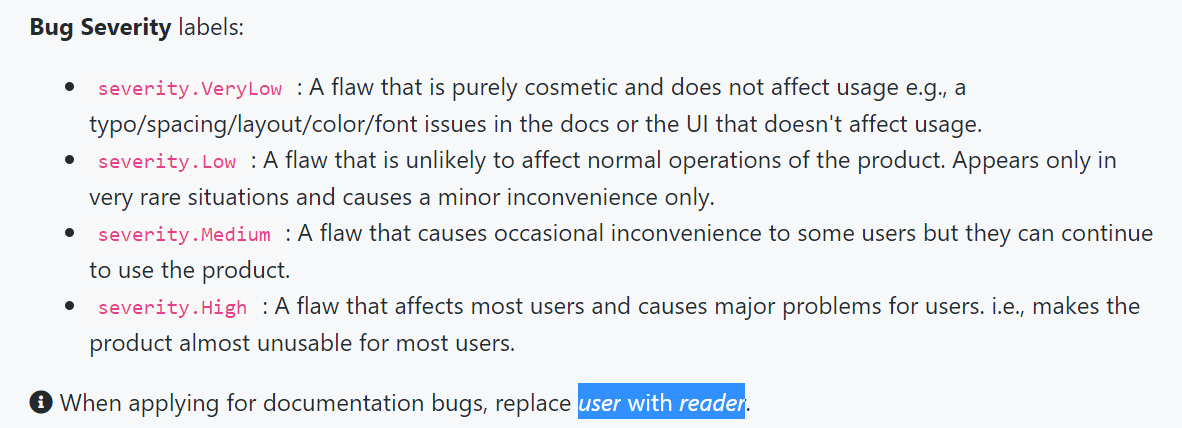 Bug Severity labels:
severity.VeryLow : A flaw that is purely cosmetic and does not affect usage e.g., a
typo/spacing/layout/color/font issues in the docs or the UI that doesn't affect usage.
severity.Low : A flaw that is unlikely to affect normal operations of the product. Appears only in
very rare situations and causes a minor inconvenience only.
severity.Medium : A flaw that causes occasional inconvenience to some users but they can continue
to use the product.
severity.High : A flaw that affects most users and causes major problems for users. i.e., makes the
product almost unusable for most users.
When applying for documentation bugs, replace user with reader.